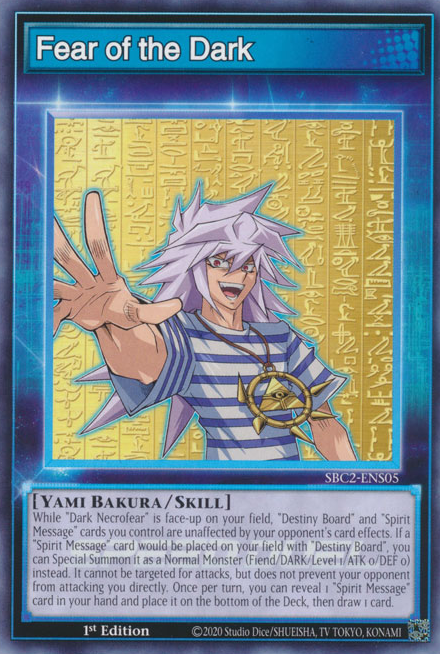 Fear of the Dark
SBC2-ENS05
[YAMI BAKURA/SKILL]
While "Dark Necrofear" is face-up on your field, "Destiny Board" and "Spirit
Message" cards you control are unaffected by your opponent's card effects. If a
"Spirit Message" card would be placed on your field with "Destiny Board", you
can Special Summon it as a Normal Monster (Fiend/DARK/Level 1/ATK 0/DEF 0)
instead. It cannot be targeted for attacks, but does not prevent your opponent
from attacking you directly. Once per turn, you can reveal 1 "Spirit Message"
card in your hand and place it on the bottom of the Deck, then draw 1 card.
1st Edition
©2020 Studio Dice/SHUEISHA, TV TOKYO, KONAMI